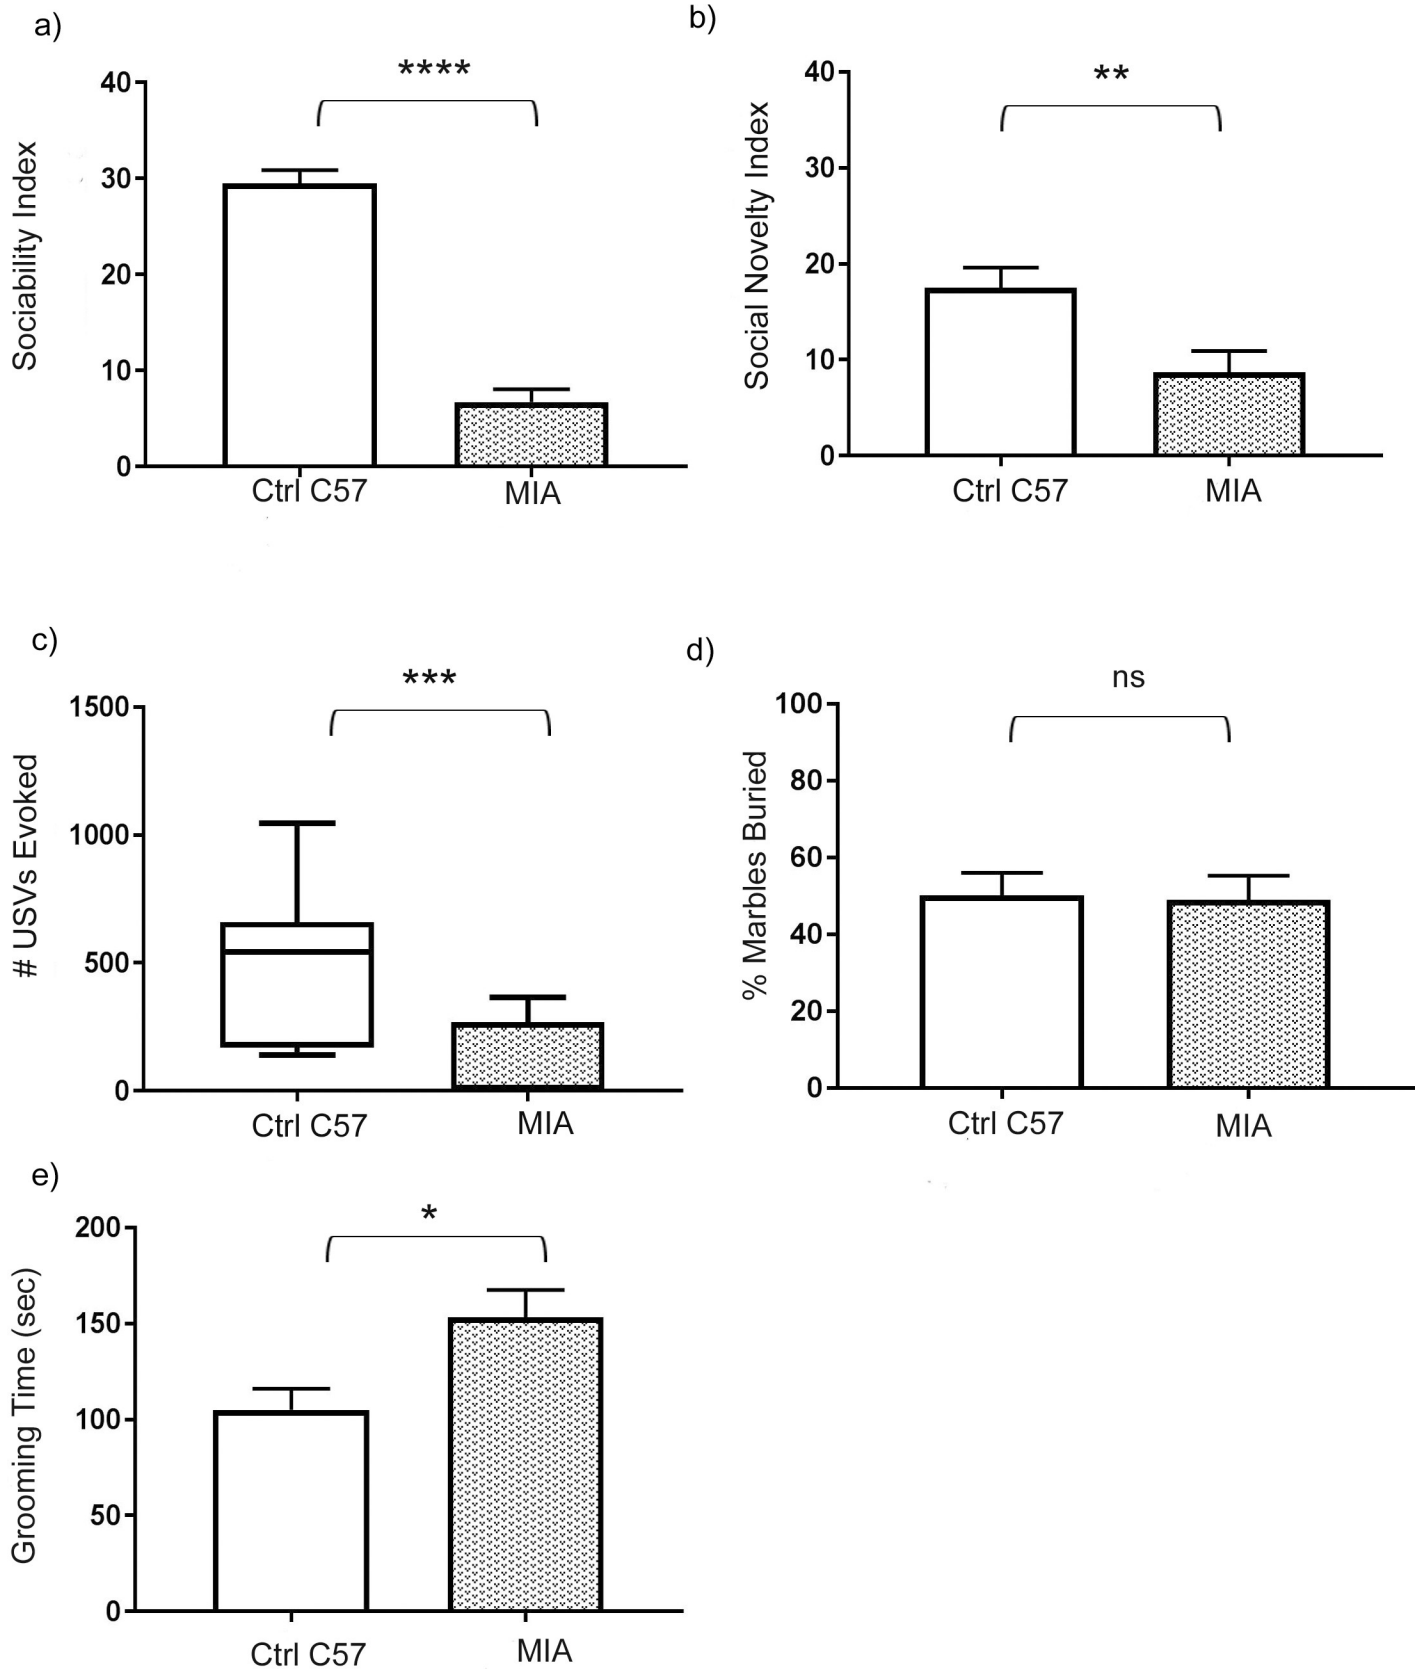 a)
****
40
30
20
10
0
Sociability Index
Ctrl C57
MIA
b)
**
40
30
20
10
0
Social Novelty Index
Ctrl C57
MIA
c)
***
1500
1000
500
0
# USVs Evoked
Ctrl C57
MIA
d)
ns
100
80
60
40
20
0
% Marbles Buried
Ctrl C57
MIA
e)
*
200
150
100
50
0
Grooming Time (sec)
Ctrl C57
MIA